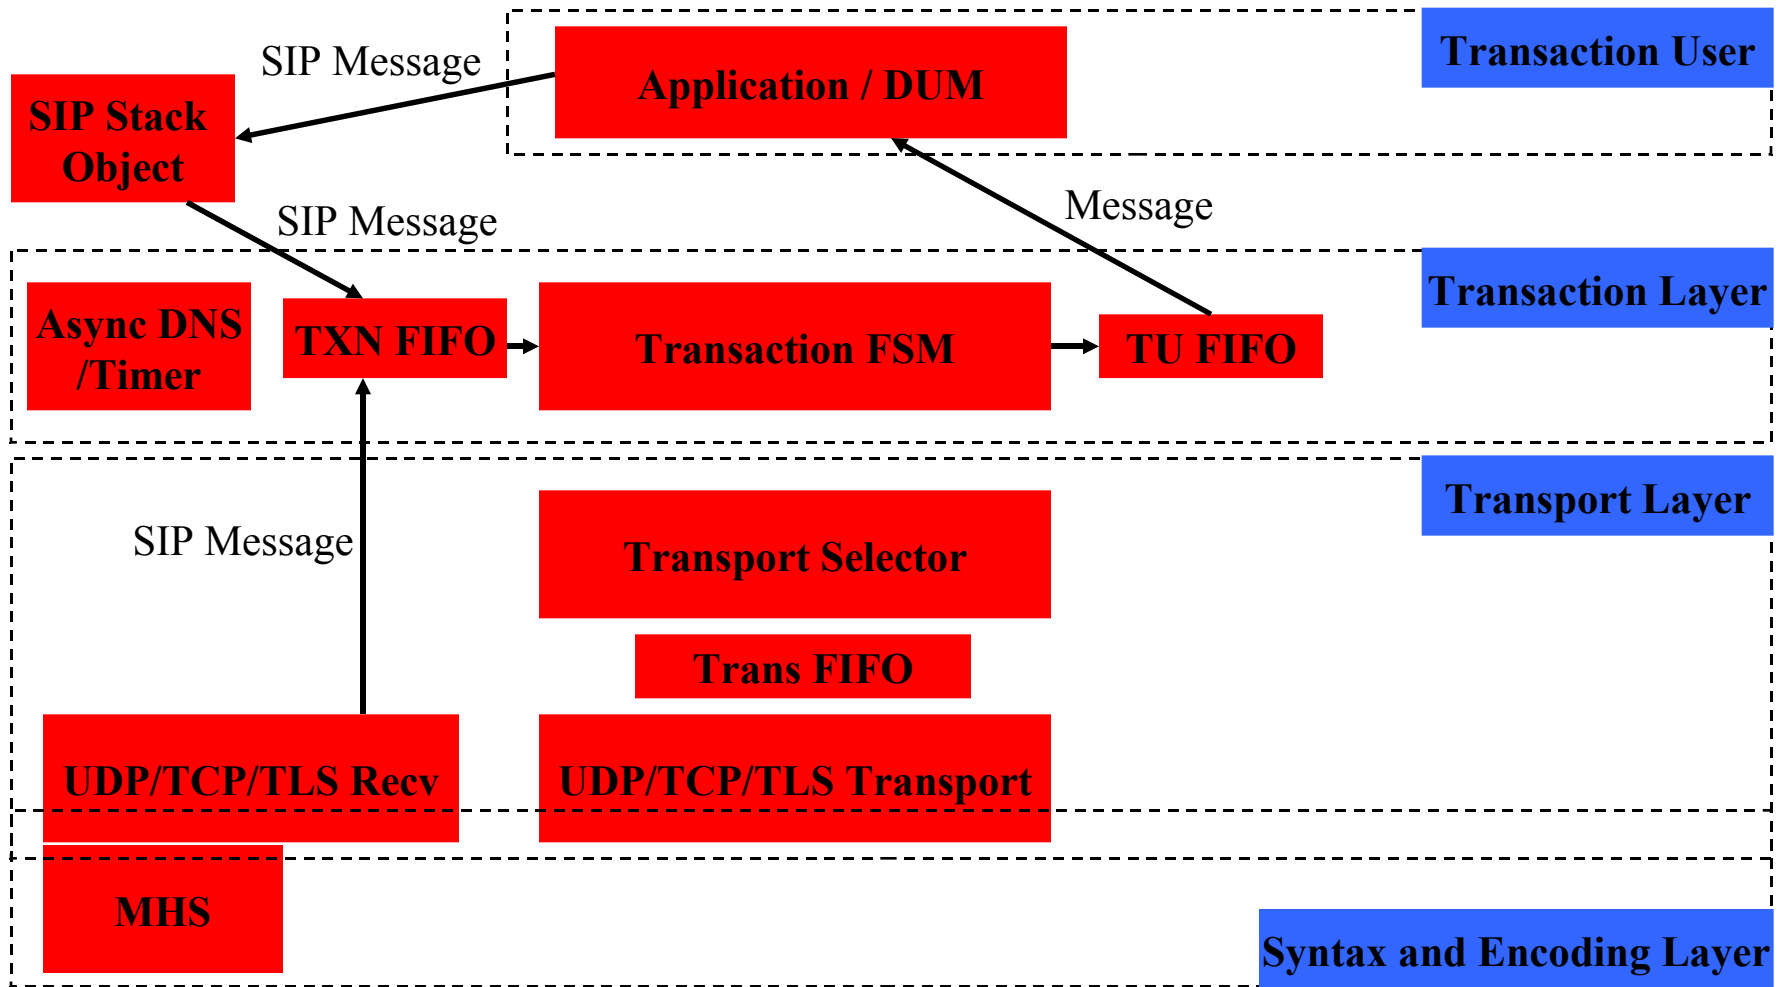 SIP Message
Application / DUM
Transaction User
SIP Stack
Object
SIP Message
Message
Transaction Layer
Async DNS
/Timer
TXN FIFO
Transaction FSM
TU FIFO
Transport Layer
SIP Message
Transport Selector
Trans FIFO
UDP/TCP/TLS Recv
UDP/TCP/TLS Transport
MHS
Syntax and Encoding Layer